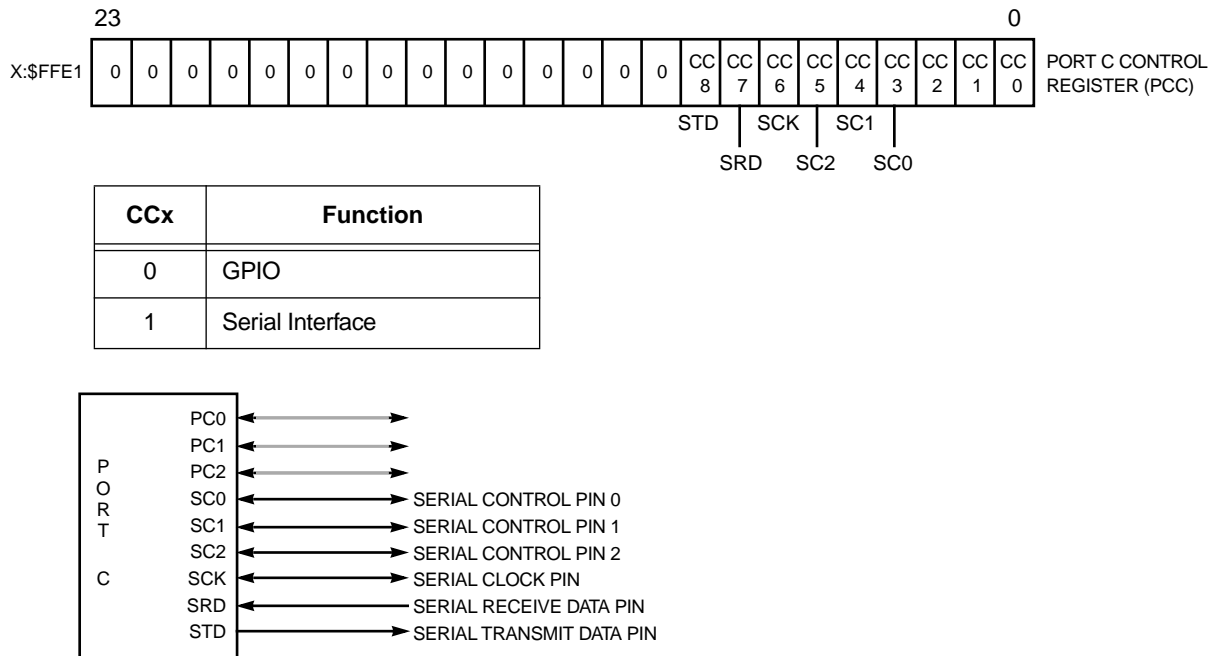 23 0
X:$FFE1 0 0 0 0 0 0 0 0 0 0 0 0 0 0 0 CC 8 CC 7 CC 6 CC 5 CC 4 CC 3 CC 2 CC 1 CC 0 PORT C CONTROL
REGISTER (PCC)
STD SCK SC1
SRD SC2 SC0
CCx Function
0 GPIO
1 Serial Interface
PORT C
PC0
PC1
PC2
SC0 SERIAL CONTROL PIN 0
SC1 SERIAL CONTROL PIN 1
SC2 SERIAL CONTROL PIN 2
SCK SERIAL CLOCK PIN
SRD SERIAL RECEIVE DATA PIN
STD SERIAL TRANSMIT DATA PIN